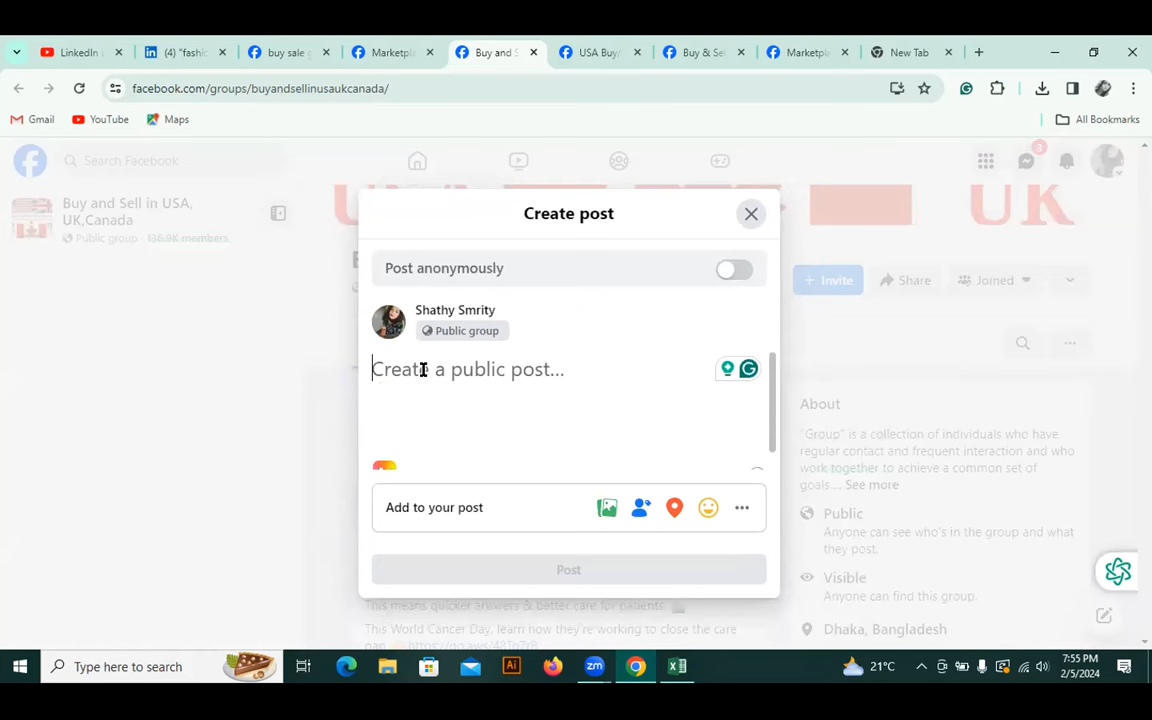 LinkedIn
(4) "fashi
buy sale g
Marketpl
Buy and S
USA Buy/
Buy & Sel
Marketpl
New Tab
facebook.com/groups/buyandsellinusaukcanada/
Gmail
YouTube
Maps
All Bookmarks
Search Facebook
3
Buy and Sell in USA,
UK,Canada
Public group · 136.9K members
UK
Create post
Post anonymously
Shathy Smrity
Public group
Create a public post...
Add to your post
Post
+ Invite
Share
Joined
About
"Group" is a collection of individuals who have
regular contact and frequent interaction and who
work together to achieve a common set of
goals.... See more
Public
Anyone can see who's in the group and what
they post.
Visible
Anyone can find this group.
Dhaka, Bangladesh
This means quicker answers & better care for patients
This World Cancer Day, learn how they're working to close the care
Type here to search
Ai
zm
21°C
7:55 PM
2/5/2024